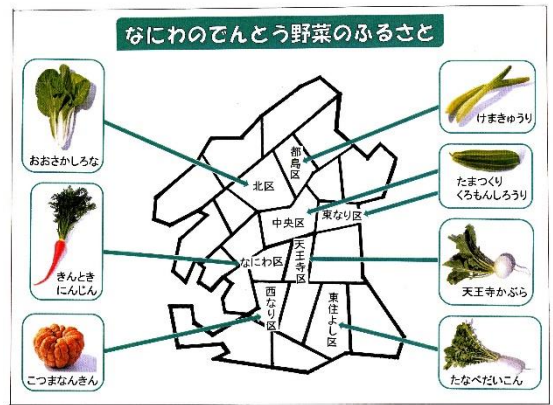 なにわのでんとう野菜のふるさと
おおさかしろな
けまきゅうり
都島区
北区
たまつくり
くろもんしろうり
中央区
東なり区
きんとき
にんじん
なにわ区
天王寺区
天王寺かぶら
西なり区
東住よし区
こつまなんきん
たなべだいこん